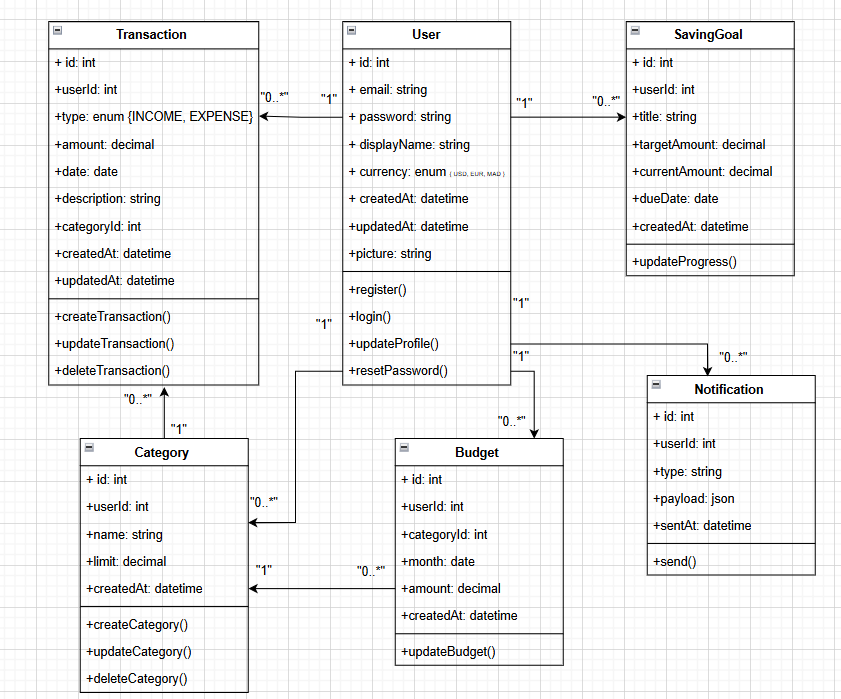 Transaction
+ id: int
+userId: int
+type: enum {INCOME, EXPENSE}
+amount: decimal
+date: date
+description: string
+categoryId: int
+createdAt: datetime
+updatedAt: datetime
+createTransaction()
+updateTransaction()
+deleteTransaction()
"0..*"
"1"
User
+ id: int
+ email: string
+ password: string
+ displayName: string
+ currency: enum { USD, EUR, MAD }
+ createdAt: datetime
+updatedAt: datetime
+picture: string
+register()
+login()
+updateProfile()
+resetPassword()
"1"
"0..*"
SavingGoal
+ id: int
+userId: int
+title: string
+targetAmount: decimal
+currentAmount: decimal
+dueDate: date
+createdAt: datetime
+updateProgress()
"1"
"1"
"1"
"0..*"
"0..*"
"0..*"
"1"
Category
+ id: int
+userId: int
+name: string
+limit: decimal
+createdAt: datetime
+createCategory()
+updateCategory()
+deleteCategory()
"0..*"
"1"
"0..*"
Budget
+ id: int
+userId: int
+categoryId: int
+month: date
+amount: decimal
+createdAt: datetime
+updateBudget()
Notification
+ id: int
+userId: int
+type: string
+payload: json
+sentAt: datetime
+send()